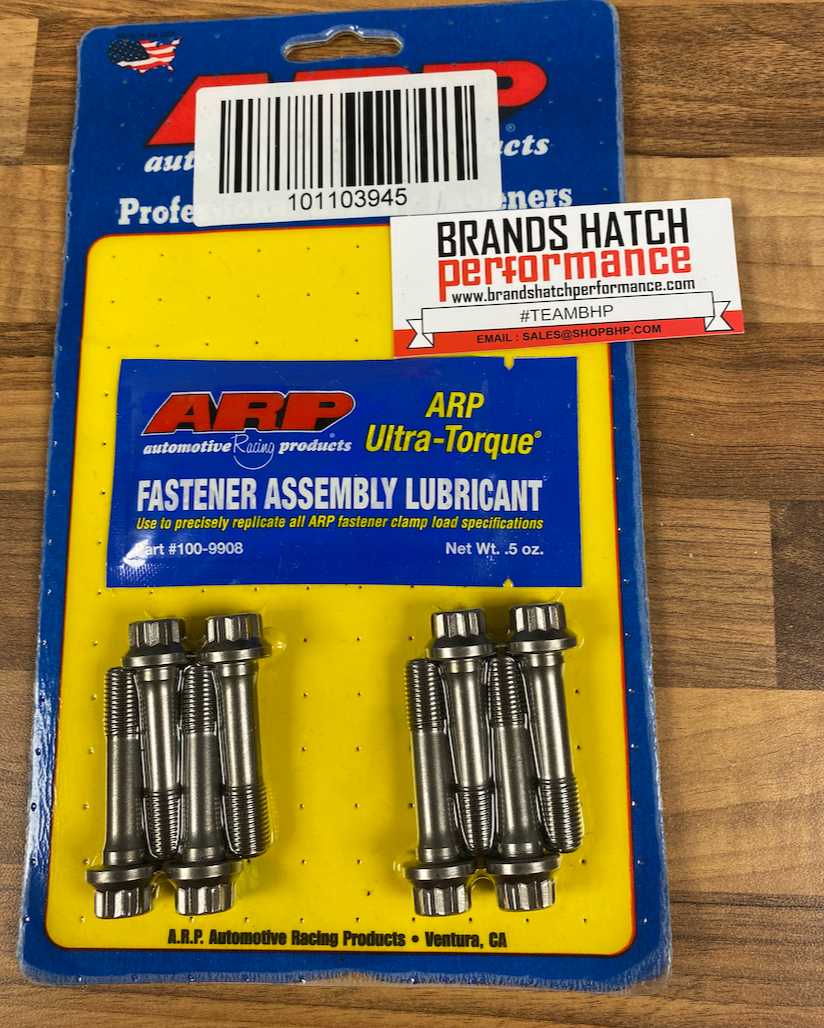 ARP
101103945
BRANDS HATCH
performance
www.brandshatchperformance.com
#TEAMBHP
EMAIL : SALES@SHOPBHP.COM
ARP
automotive Racing products
ARP
Ultra-Torque®
FASTENER ASSEMBLY LUBRICANT
Use to precisely replicate all ARP fastener clamp load specifications
Part #100-9908
Net Wt. .5 oz.
A.R.P. Automotive Racing Products • Ventura, CA